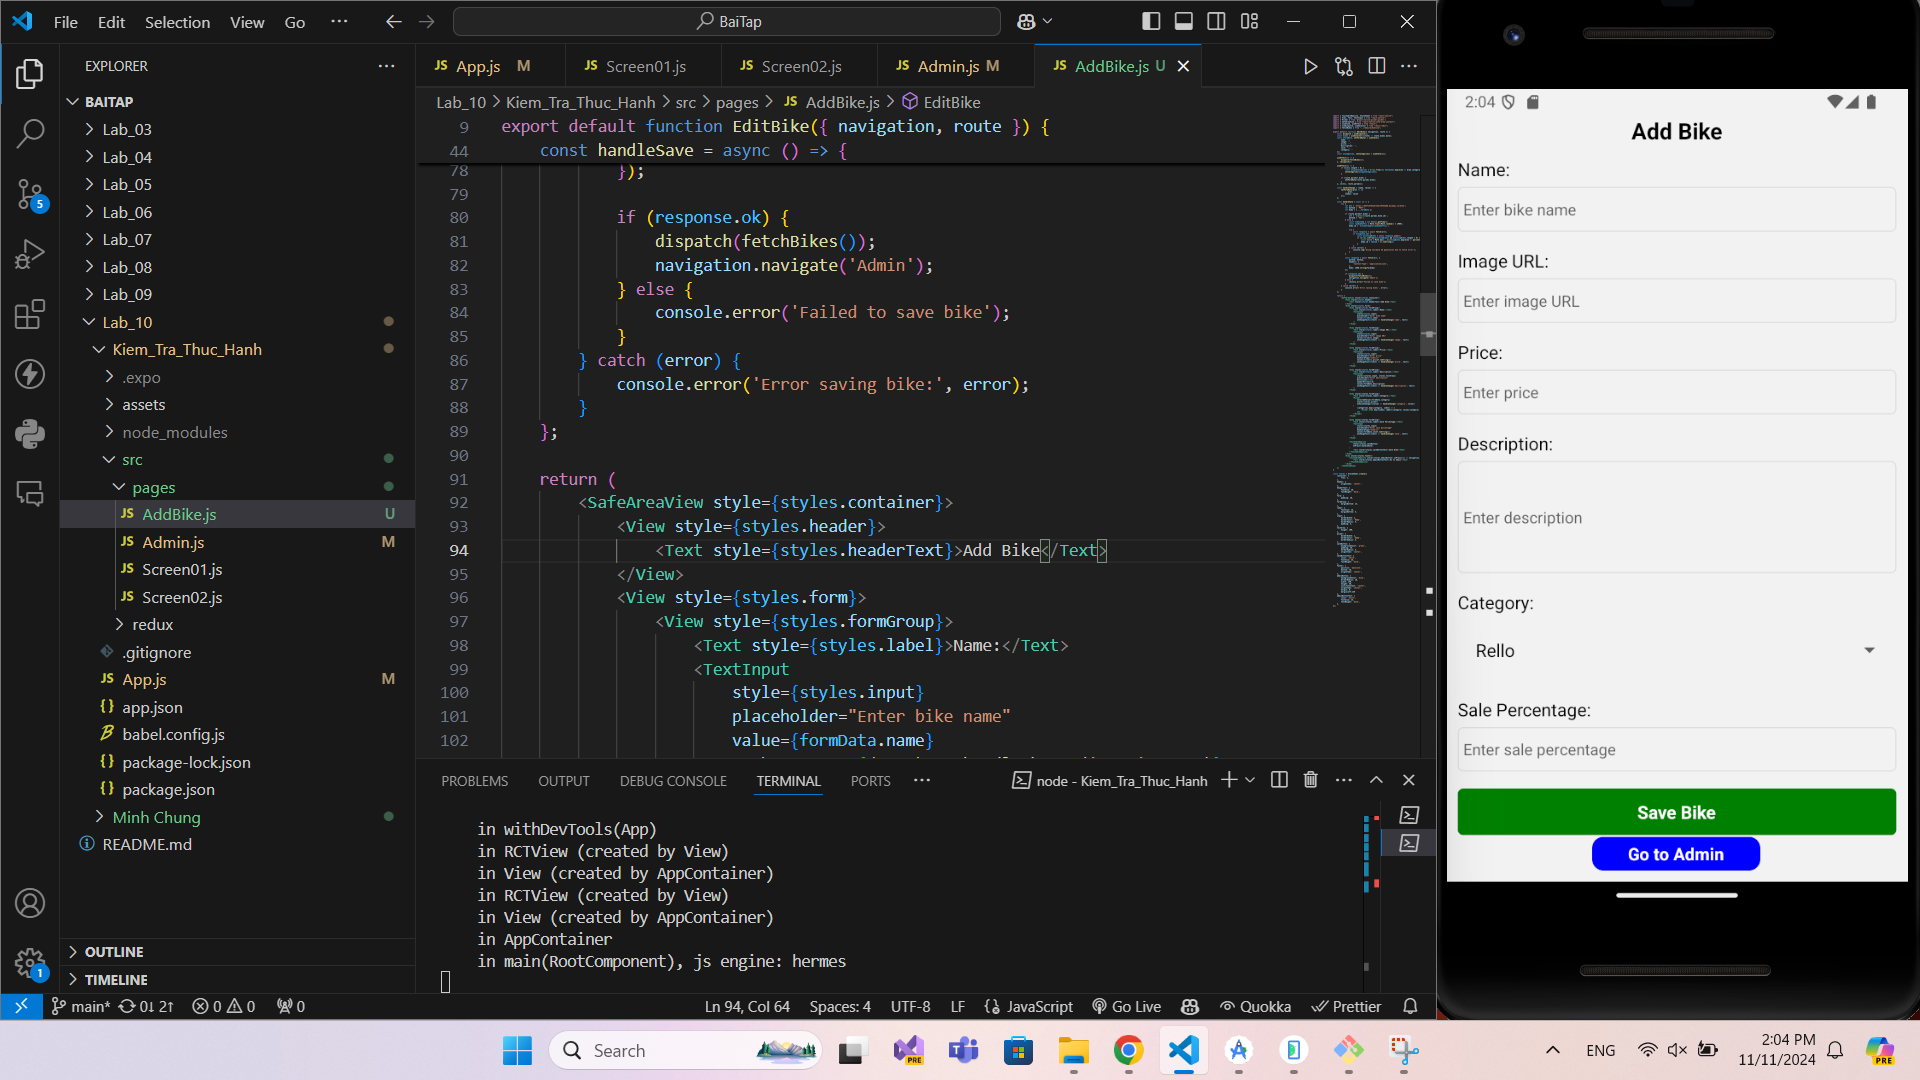 File Edit Selection View Go ···
BaiTap
EXPLORER
BAITAP
Lab_03
Lab_04
Lab_05
Lab_06
Lab_07
Lab_08
Lab_09
Lab_10
Kiem_Tra_Thuc_Hanh
.expo
assets
node_modules
src
pages
JS AddBike.js U
JS Admin.js M
JS Screen01.js
JS Screen02.js
redux
.gitignore
JS App.js M
{} app.json
babel.config.js
{} package-lock.json
{} package.json
Minh Chung
README.md
OUTLINE
TIMELINE
5
1
JS App.js M JS Screen01.js JS Screen02.js JS Admin.js M JS AddBike.js U
Lab_10 > Kiem_Tra_Thuc_Hanh > src > pages > JS AddBike.js > EditBike
9 export default function EditBike({ navigation, route }) {
44 const handleSave = async () => {
78 });
79
80 if (response.ok) {
81 dispatch(fetchBikes());
82 navigation.navigate('Admin');
83 } else {
84 console.error('Failed to save bike');
85 }
86 } catch (error) {
87 console.error('Error saving bike:', error);
88 }
89 };
90
91 return (
92 <SafeAreaView style={styles.container}>
93 <View style={styles.header}>
94 <Text style={styles.headerText}>Add Bike</Text>
95 </View>
96 <View style={styles.form}>
97 <View style={styles.formGroup}>
98 <Text style={styles.label}>Name:</Text>
99 <TextInput
100 style={styles.input}
101 placeholder="Enter bike name"
102 value={formData.name}
PROBLEMS OUTPUT DEBUG CONSOLE TERMINAL PORTS ··· node - Kiem_Tra_Thuc_Hanh
in withDevTools(App)
in RCTView (created by View)
in View (created by AppContainer)
in RCTView (created by View)
in View (created by AppContainer)
in AppContainer
in main(RootComponent), js engine: hermes
main* 0↓ 2↑ 0 0 0 Ln 94, Col 64 Spaces: 4 UTF-8 LF {} JavaScript Go Live Quokka Prettier
2:04
Add Bike
Name:
Enter bike name
Image URL:
Enter image URL
Price:
Enter price
Description:
Enter description
Category:
Rello
Sale Percentage:
Enter sale percentage
Save Bike
Go to Admin
Search
PRE
ENG
2:04 PM
11/11/2024
PRE